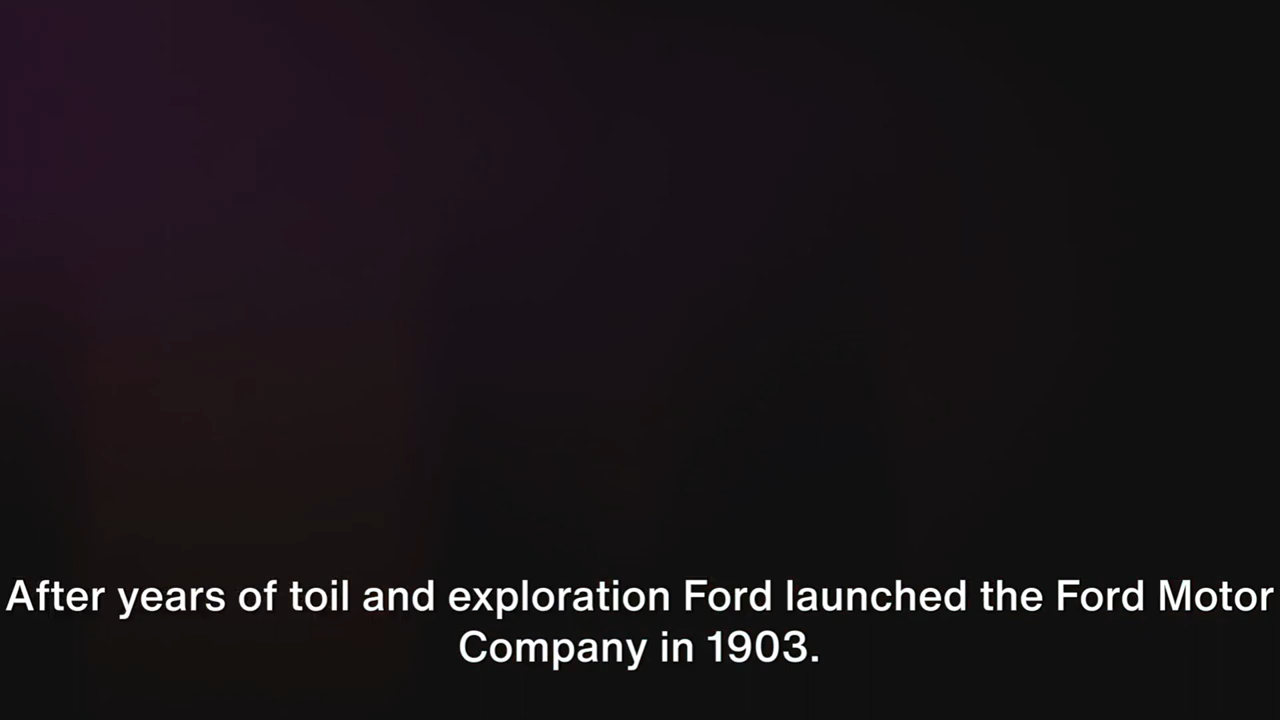 After years of toil and exploration Ford launched the Ford Motor
Company in 1903.